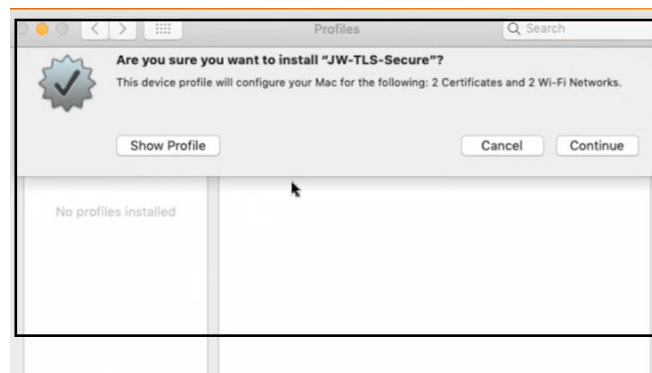 Profiles
Search
Are you sure you want to install “JW-TLS-Secure”?
This device profile will configure your Mac for the following: 2 Certificates and 2 Wi-Fi Networks.
Show Profile
Cancel
Continue
No profiles installed